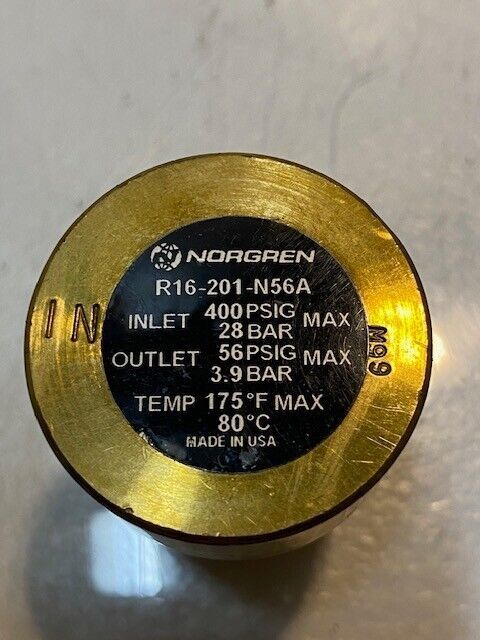 NORGREN
R16-201-N56A
INLET 400 PSIG MAX
28 BAR
OUTLET 56 PSIG MAX
3.9 BAR
TEMP 175°F MAX
80°C
MADE IN USA
IN
M99